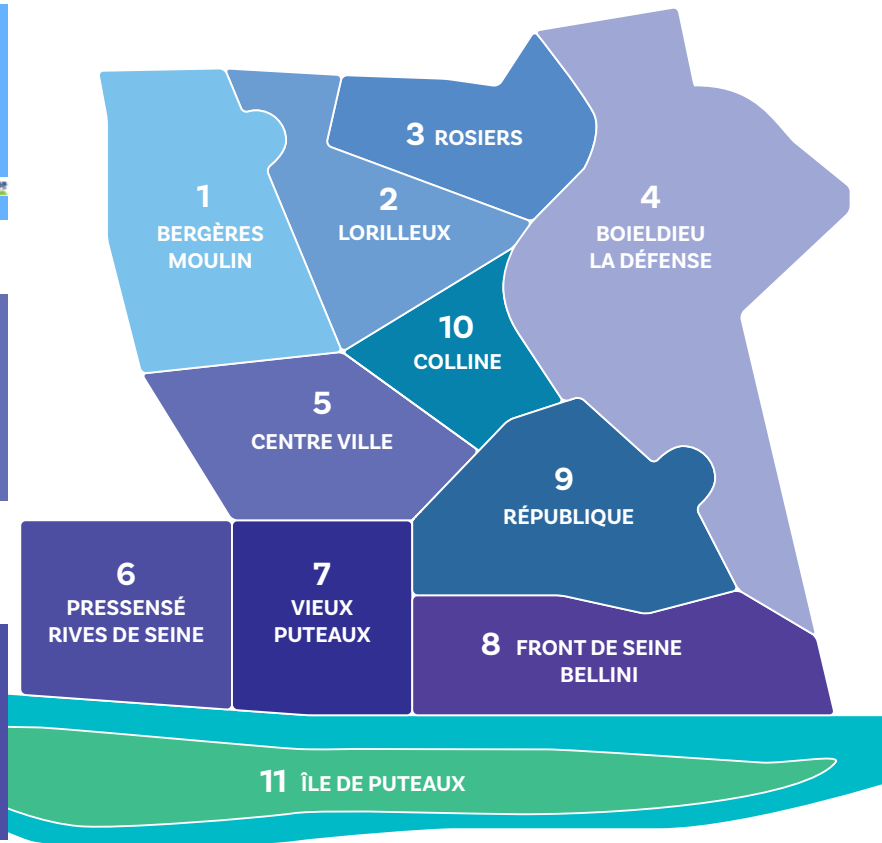 1
BERGÈRES
MOULIN
2
LORILLEUX
3 ROSIERS
4
BOIELDIEU
LA DÉFENSE
10
COLLINE
5
CENTRE VILLE
9
RÉPUBLIQUE
6
PRESSENSÉ
RIVES DE SEINE
7
VIEUX
PUTEAUX
8 FRONT DE SEINE
BELLINI
11 ÎLE DE PUTEAUX